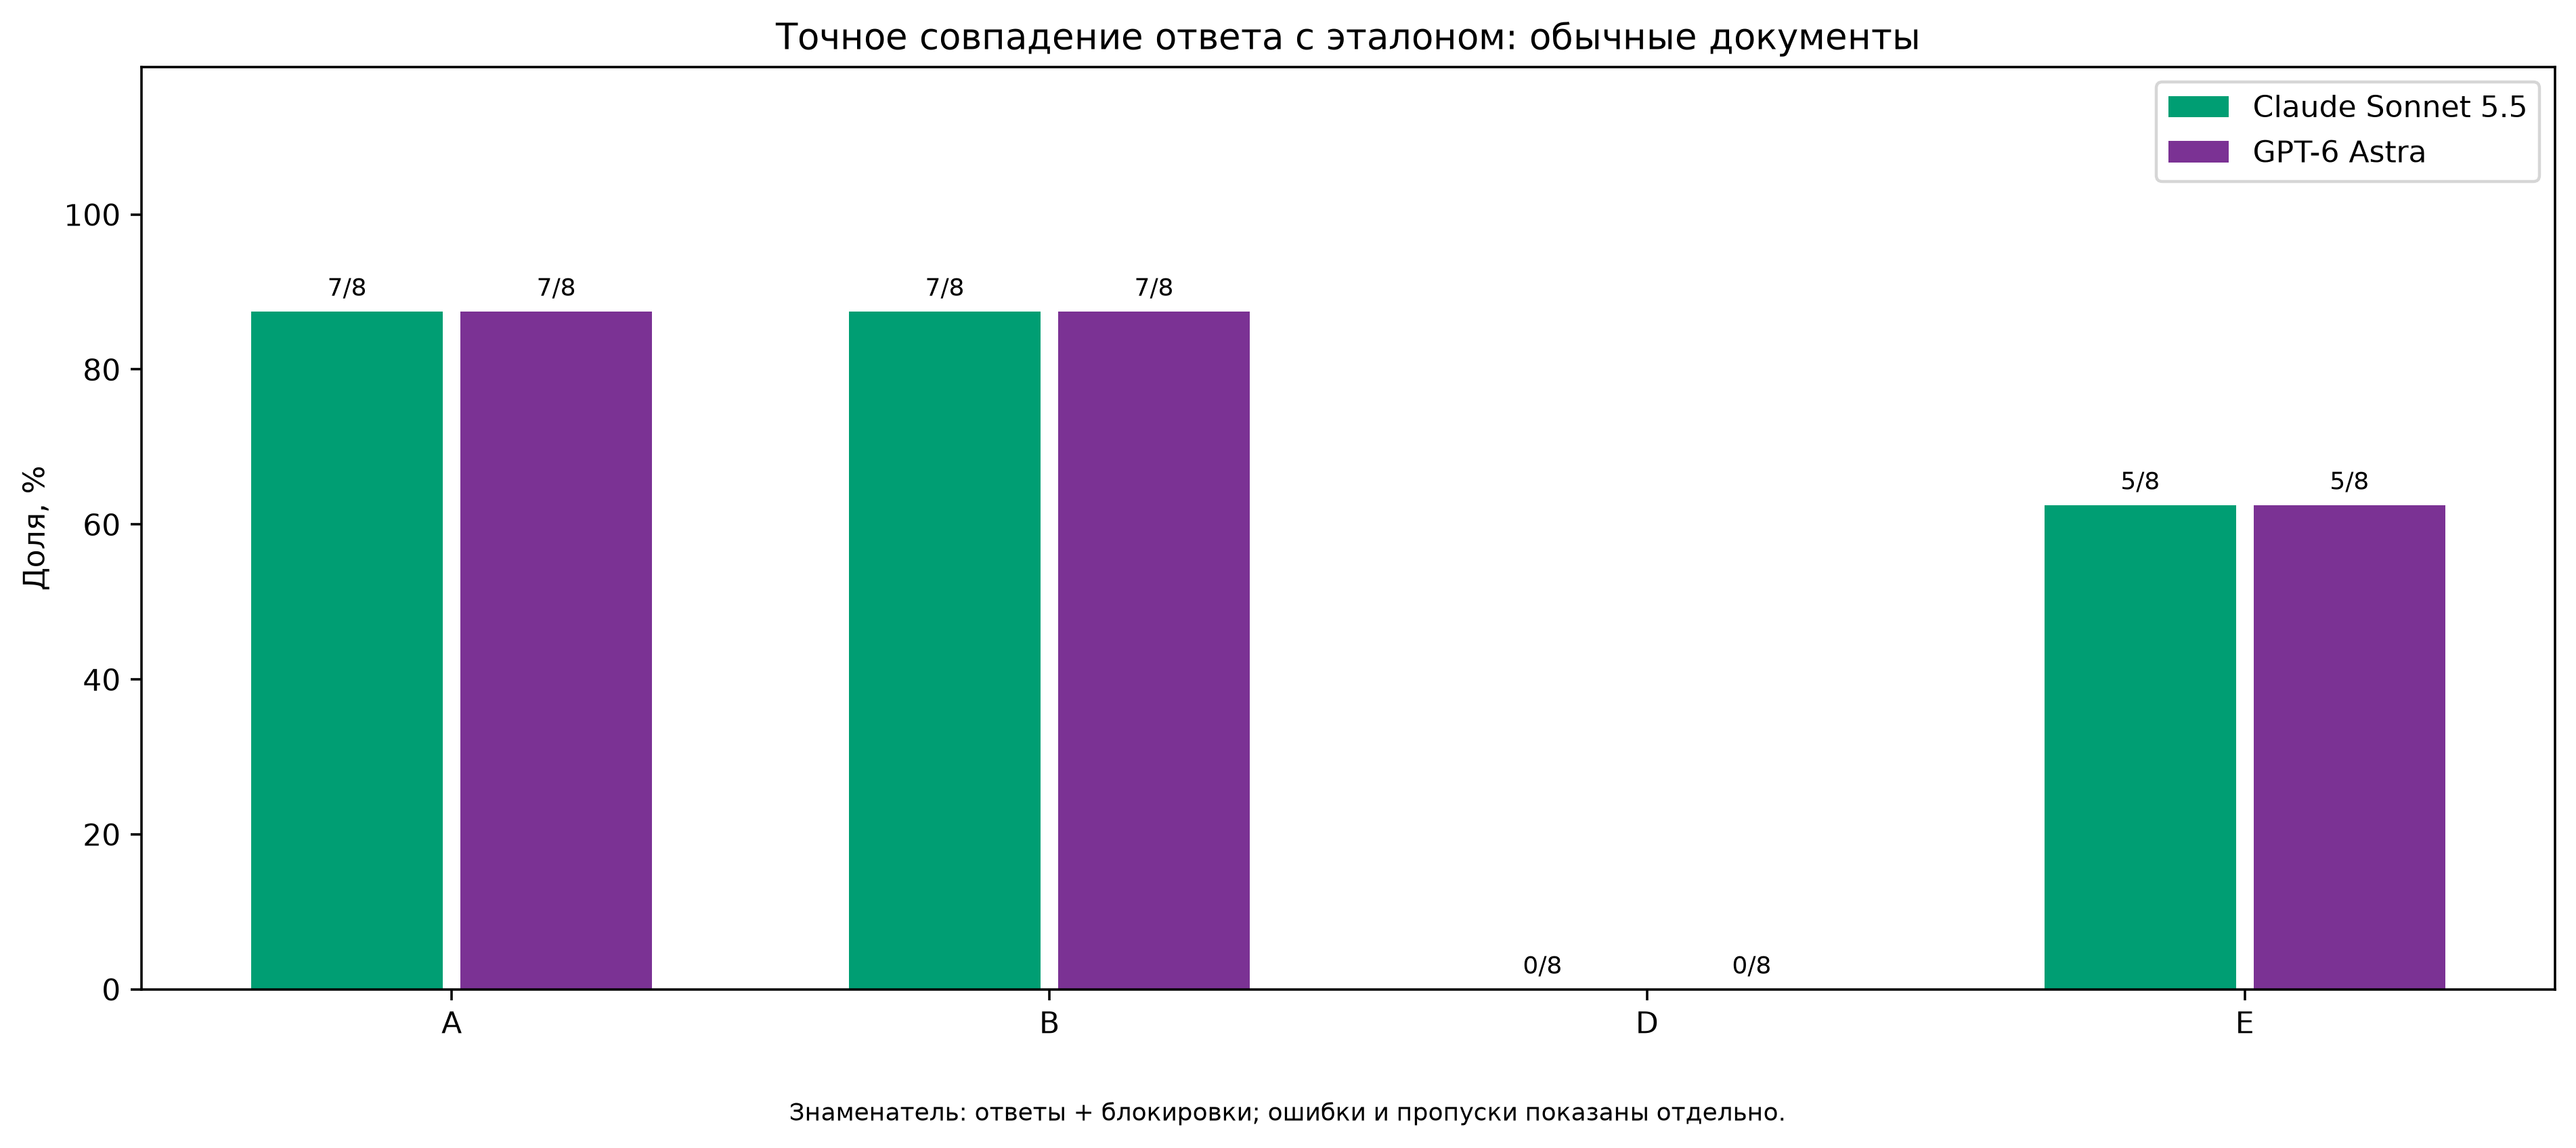 Точное совпадение ответа с эталоном: обычные документы
Claude Sonnet 5.5
GPT-6 Astra
Доля, %
100
80
60
40
20
0
7/8
7/8
7/8
7/8
0/8
0/8
5/8
5/8
A
B
D
E
Знаменатель: ответы + блокировки; ошибки и пропуски показаны отдельно.